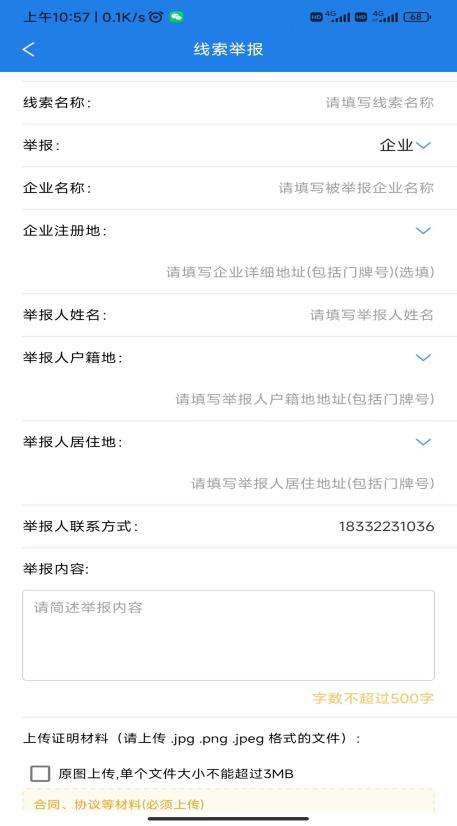 上午10:57 | 0.1K/s
HD 4G HD 4G 68
线索举报
线索名称: 请填写线索名称
举报: 企业
企业名称: 请填写被举报企业名称
企业注册地:
请填写企业详细地址(包括门牌号)(选填)
举报人姓名: 请填写举报人姓名
举报人户籍地:
请填写举报人户籍地地址(包括门牌号)
举报人居住地:
请填写举报人居住地址(包括门牌号)
举报人联系方式: 18332231036
举报内容:
请简述举报内容
字数不超过500字
上传证明材料（请上传 .jpg .png .jpeg 格式的文件）:
原图上传,单个文件大小不能超过3MB
合同、协议等材料(必须上传)